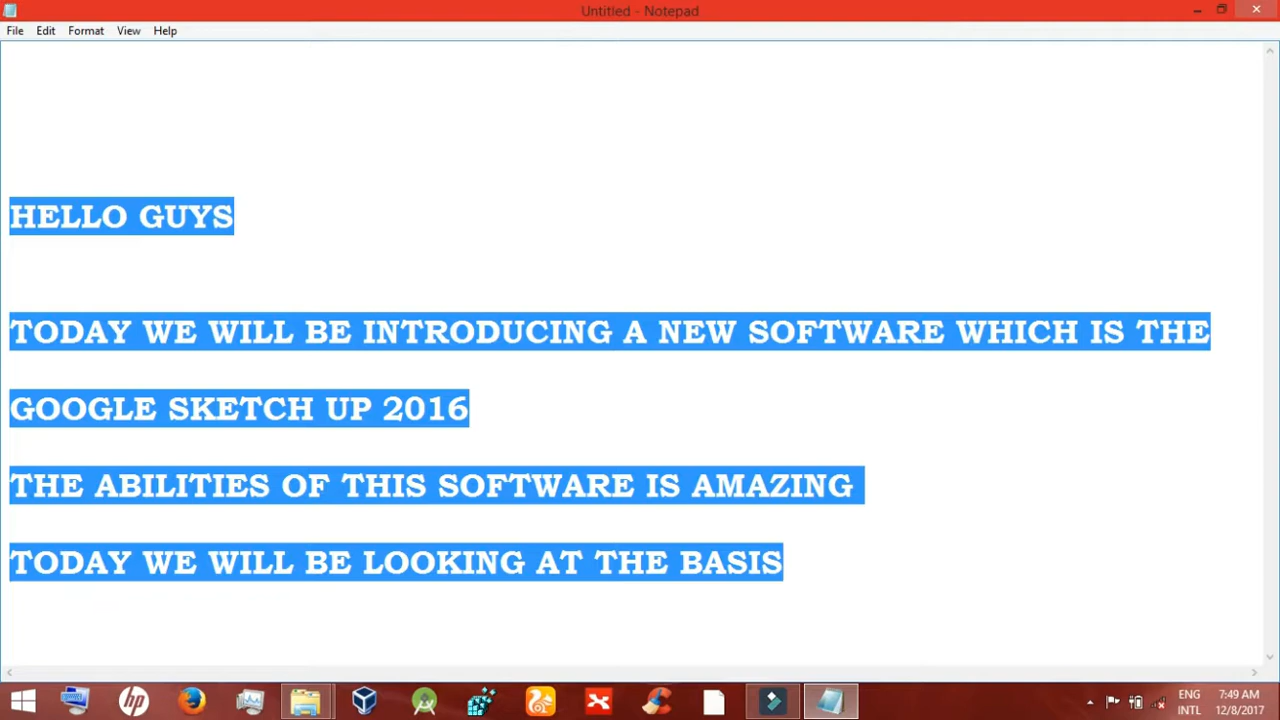 Untitled - Notepad
File Edit Format View Help
HELLO GUYS
TODAY WE WILL BE INTRODUCING A NEW SOFTWARE WHICH IS THE
GOOGLE SKETCH UP 2016
THE ABILITIES OF THIS SOFTWARE IS AMAZING
TODAY WE WILL BE LOOKING AT THE BASIS
hp
ENG 7:49 AM
INTL 12/8/2017